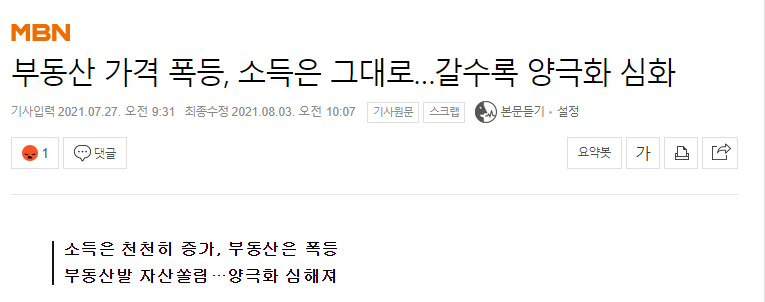 MBN
부동산 가격 폭등, 소득은 그대로...갈수록 양극화 심화
기사입력 2021.07.27. 오전 9:31 최종수정 2021.08.03. 오전 10:07 기사원문 스크랩 본문듣기 · 설정
1 댓글 요약봇 가
소득은 천천히 증가, 부동산은 폭등
부동산발 자산쏠림…양극화 심해져